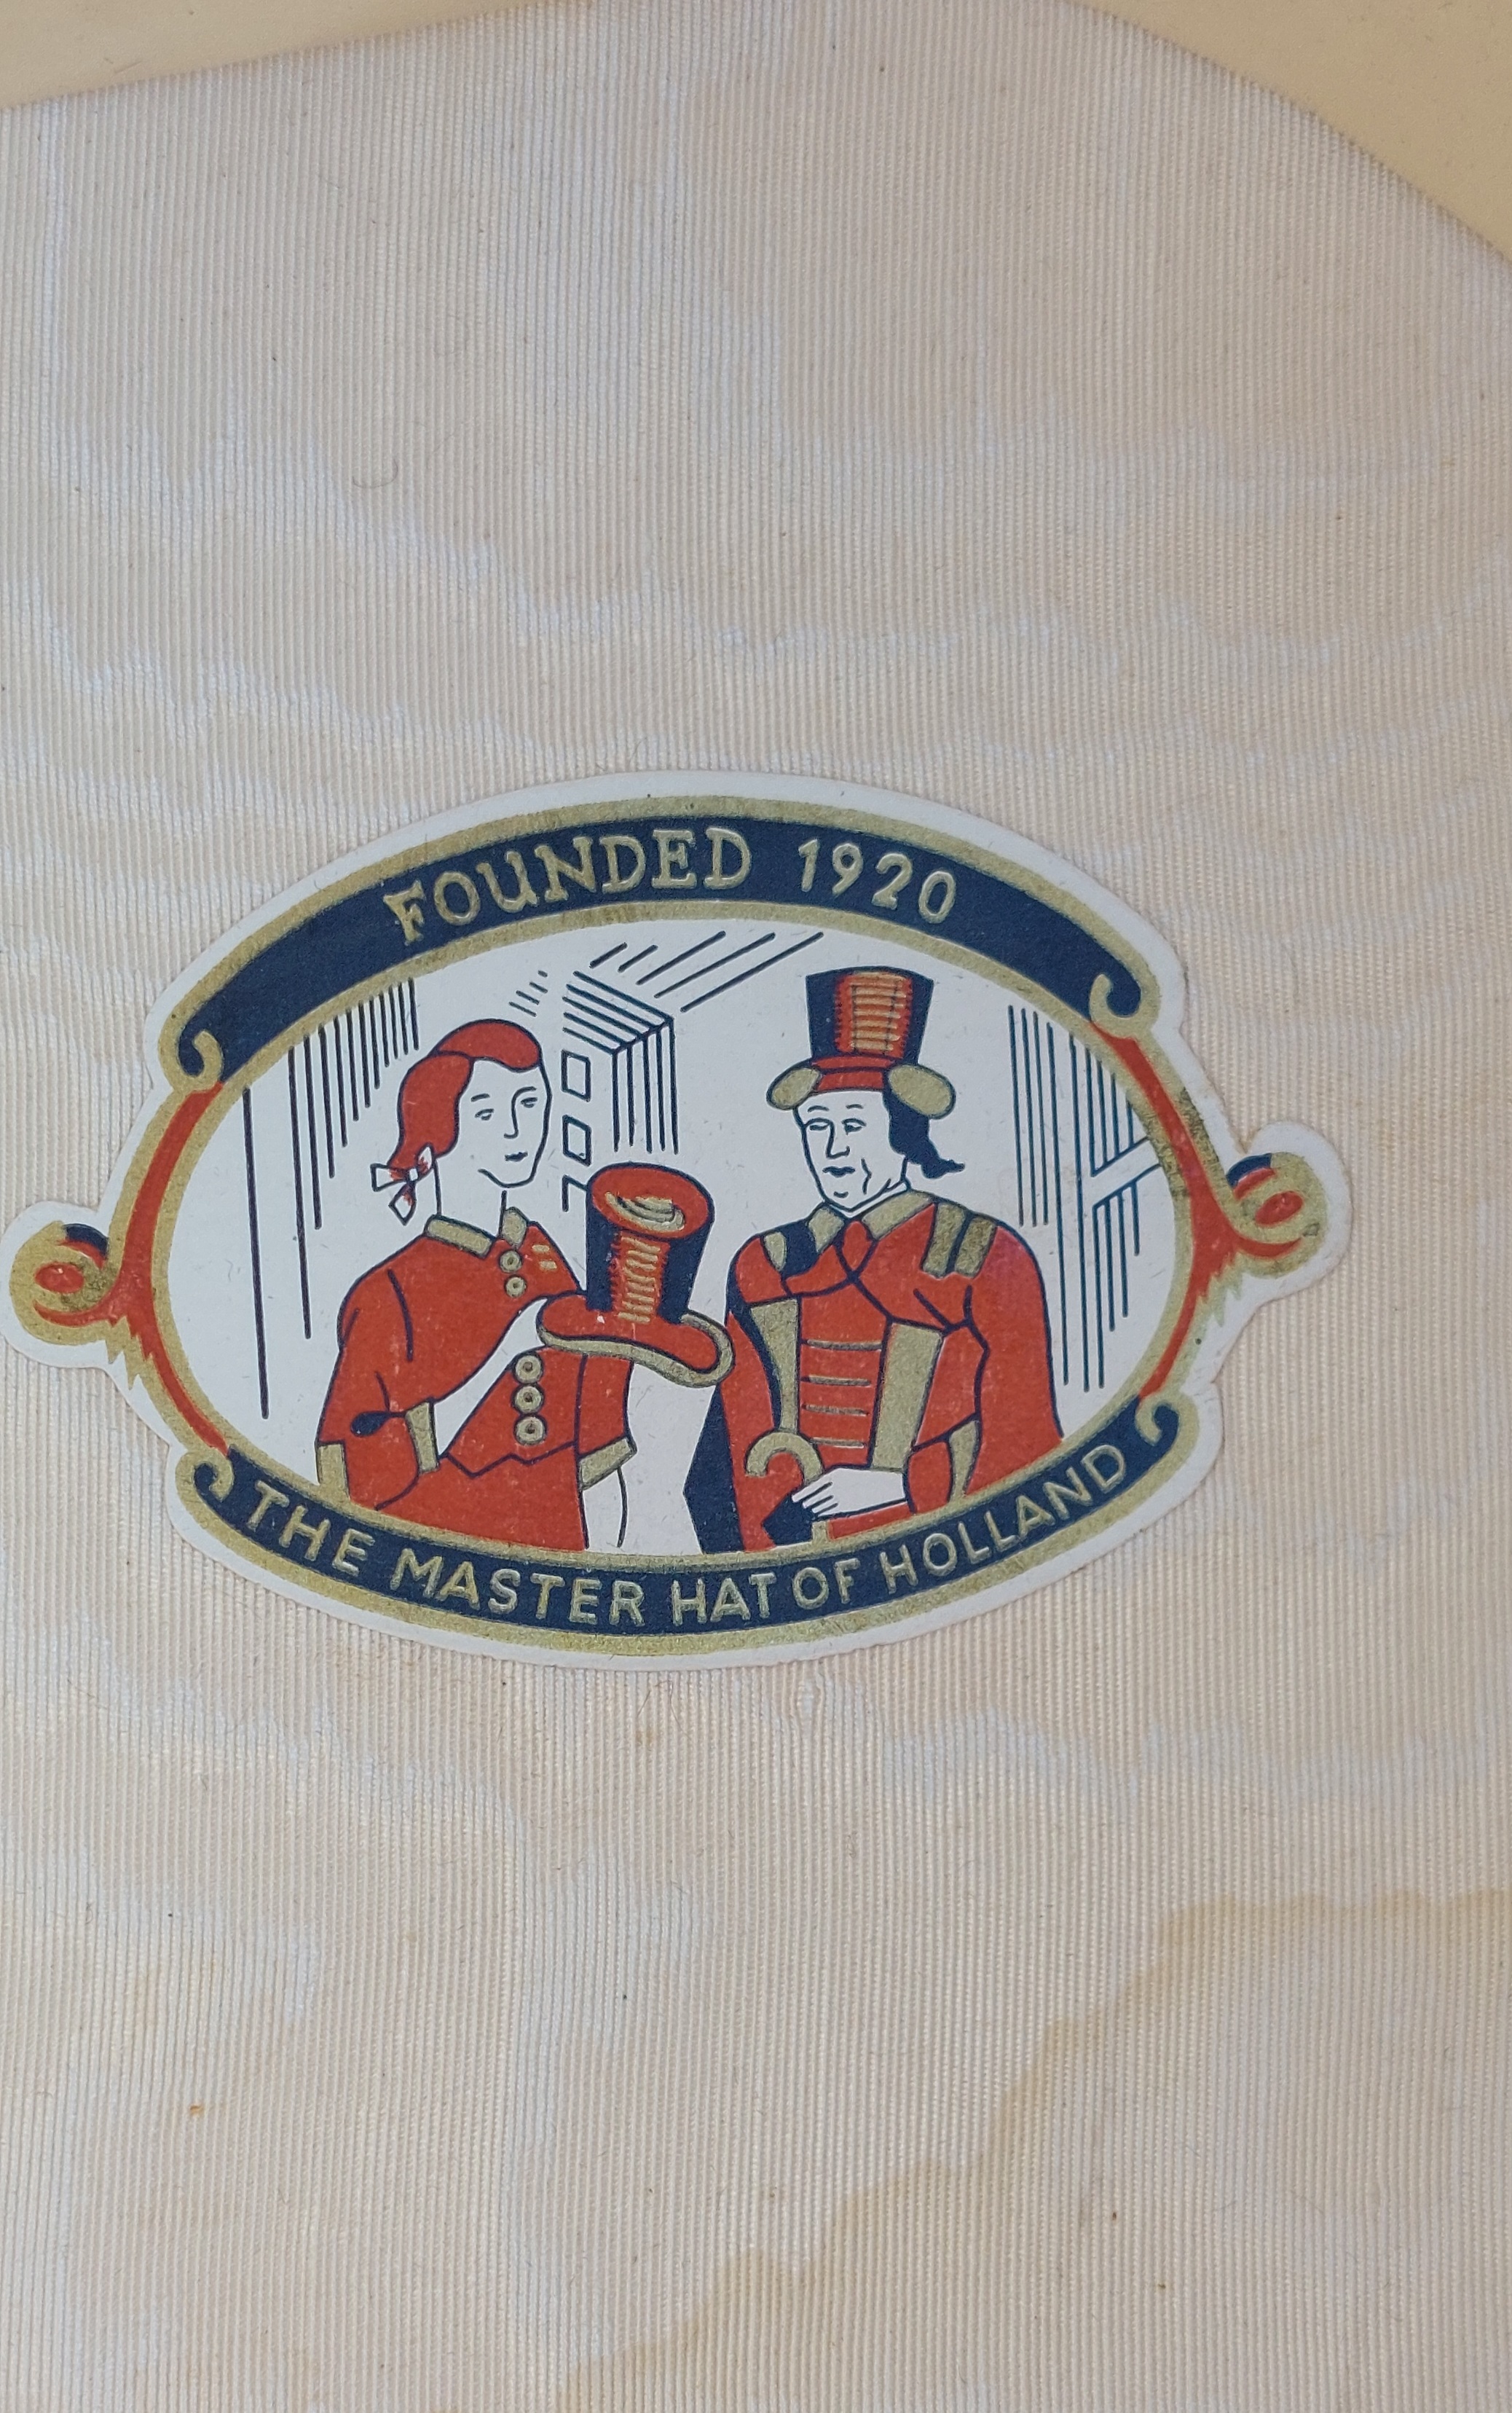 FOUNDED 1920
THE MASTER HAT OF HOLLAND